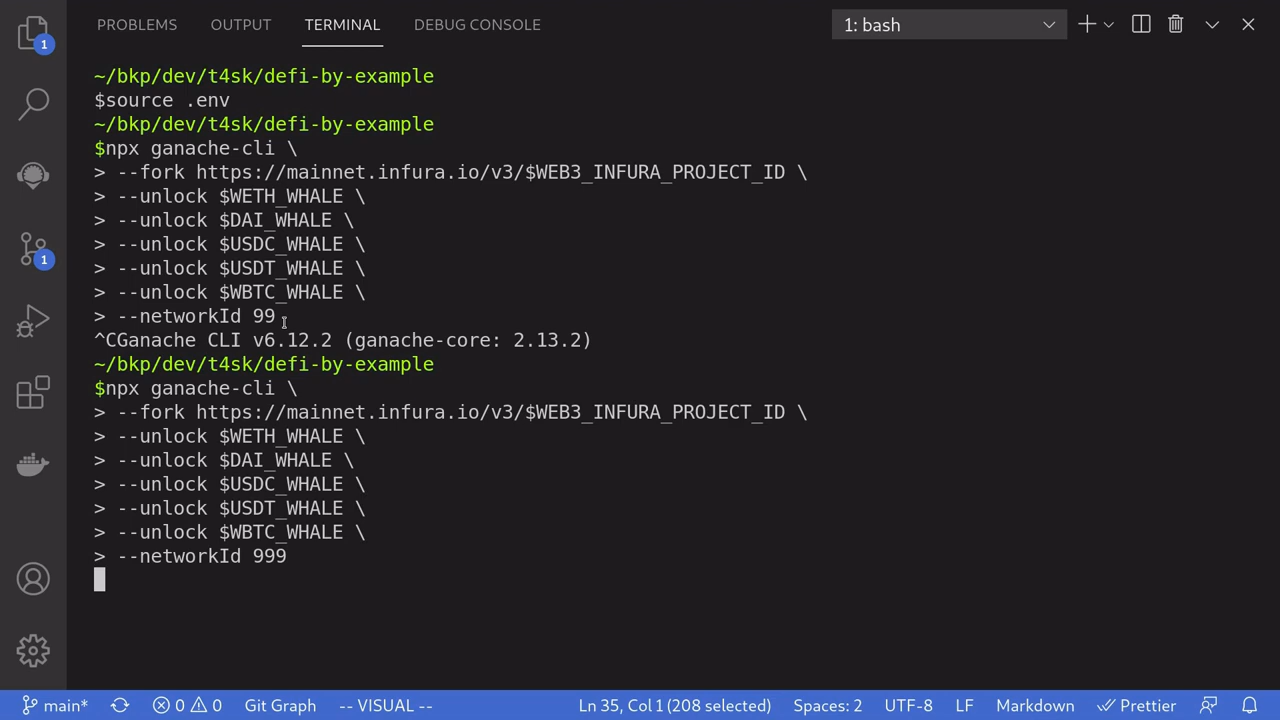 PROBLEMS OUTPUT TERMINAL DEBUG CONSOLE 1: bash
1
~/bkp/dev/t4sk/defi-by-example
$source .env
~/bkp/dev/t4sk/defi-by-example
$npx ganache-cli \
> --fork https://mainnet.infura.io/v3/$WEB3_INFURA_PROJECT_ID \
> --unlock $WETH_WHALE \
> --unlock $DAI_WHALE \
> --unlock $USDC_WHALE \
1
> --unlock $USDT_WHALE \
> --unlock $WBTC_WHALE \
> --networkId 99
^CGanache CLI v6.12.2 (ganache-core: 2.13.2)
~/bkp/dev/t4sk/defi-by-example
$npx ganache-cli \
> --fork https://mainnet.infura.io/v3/$WEB3_INFURA_PROJECT_ID \
> --unlock $WETH_WHALE \
> --unlock $DAI_WHALE \
> --unlock $USDC_WHALE \
> --unlock $USDT_WHALE \
> --unlock $WBTC_WHALE \
> --networkId 999
main* 0 0 Git Graph -- VISUAL -- Ln 35, Col 1 (208 selected) Spaces: 2 UTF-8 LF Markdown Prettier